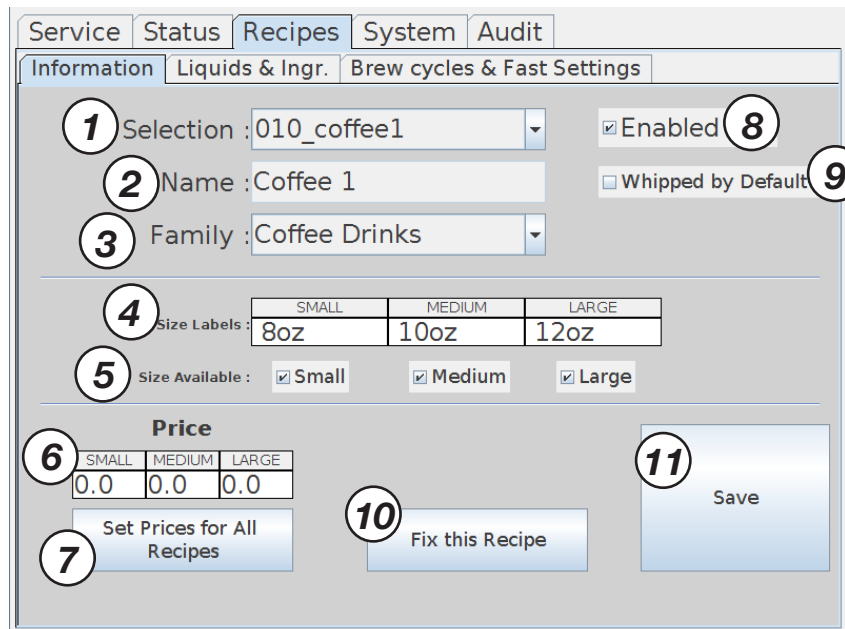 Service Status Recipes System Audit
Information Liquids & Ingr. Brew cycles & Fast Settings
1 Selection : 010_coffee1 Enabled 8
2 Name : Coffee 1 Whipped by Default 9
3 Family : Coffee Drinks
SMALL MEDIUM LARGE
4 Size Labels : 8oz 10oz 12oz
5 Size Available : Small Medium Large
Price
6 SMALL MEDIUM LARGE
0.0 0.0 0.0
7 Set Prices for All
Recipes
10 Fix this Recipe
11 Save